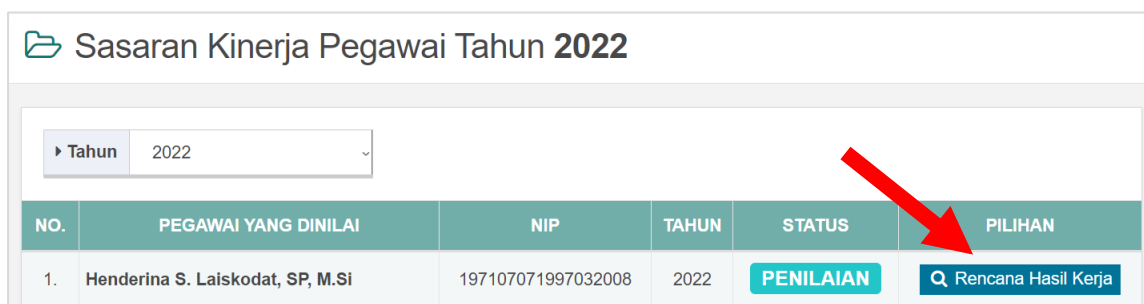 Sasaran Kinerja Pegawai Tahun 2022
Tahun 2022
NO. PEGAWAI YANG DINILAI NIP TAHUN STATUS PILIHAN
1. Henderina S. Laiskodat, SP, M.Si 197107071997032008 2022 PENILAIAN Rencana Hasil Kerja